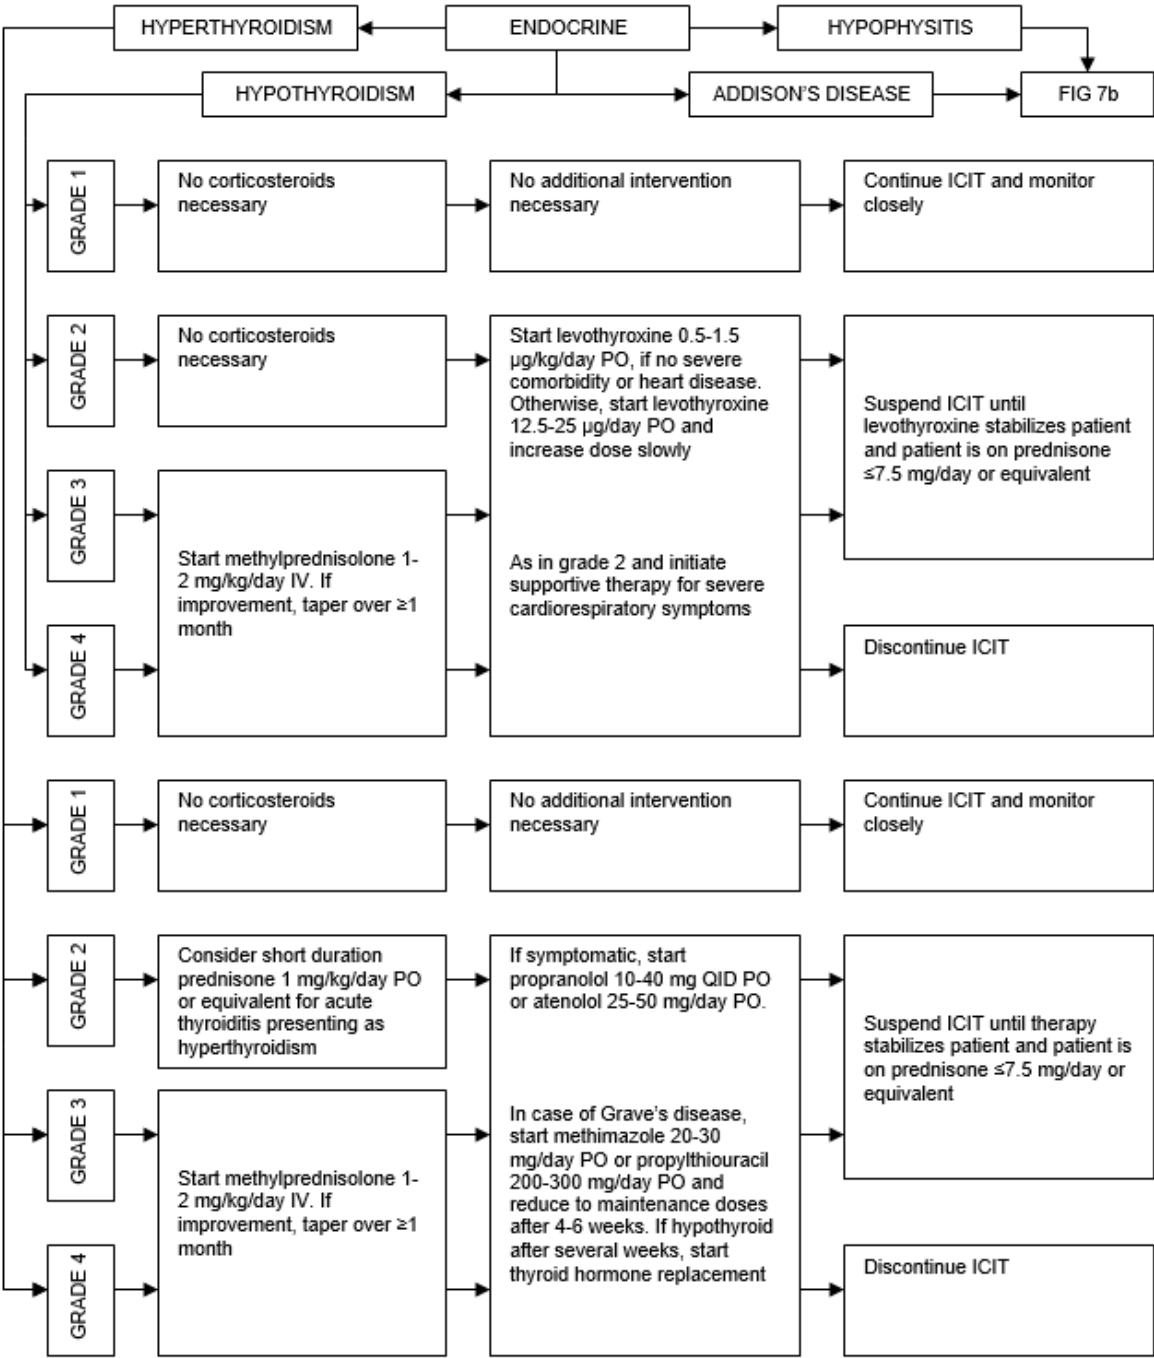 HYPERTHYROIDISM
ENDOCRINE
HYPOPHYSITIS
HYPOTHYROIDISM
ADDISON'S DISEASE
FIG 7b
GRADE 1
No corticosteroids
necessary
No additional intervention
necessary
Continue ICIT and monitor
closely
GRADE 2
No corticosteroids
necessary
Start levothyroxine 0.5-1.5
µg/kg/day PO, if no severe
comorbidity or heart disease.
Otherwise, start levothyroxine
12.5-25 µg/day PO and
increase dose slowly
Suspend ICIT until
levothyroxine stabilizes patient
and patient is on prednisone
≤7.5 mg/day or equivalent
GRADE 3
Start methylprednisolone 1-
2 mg/kg/day IV. If
improvement, taper over ≥1
month
As in grade 2 and initiate
supportive therapy for severe
cardiorespiratory symptoms
GRADE 4
Discontinue ICIT
GRADE 1
No corticosteroids
necessary
No additional intervention
necessary
Continue ICIT and monitor
closely
GRADE 2
Consider short duration
prednisone 1 mg/kg/day PO
or equivalent for acute
thyroiditis presenting as
hyperthyroidism
If symptomatic, start
propranolol 10-40 mg QID PO
or atenolol 25-50 mg/day PO.
Suspend ICIT until therapy
stabilizes patient and patient is
on prednisone ≤7.5 mg/day or
equivalent
GRADE 3
Start methylprednisolone 1-
2 mg/kg/day IV. If
improvement, taper over ≥1
month
In case of Grave's disease,
start methimazole 20-30
mg/day PO or propylthiouracil
200-300 mg/day PO and
reduce to maintenance doses
after 4-6 weeks. If hypothyroid
after several weeks, start
thyroid hormone replacement
GRADE 4
Discontinue ICIT